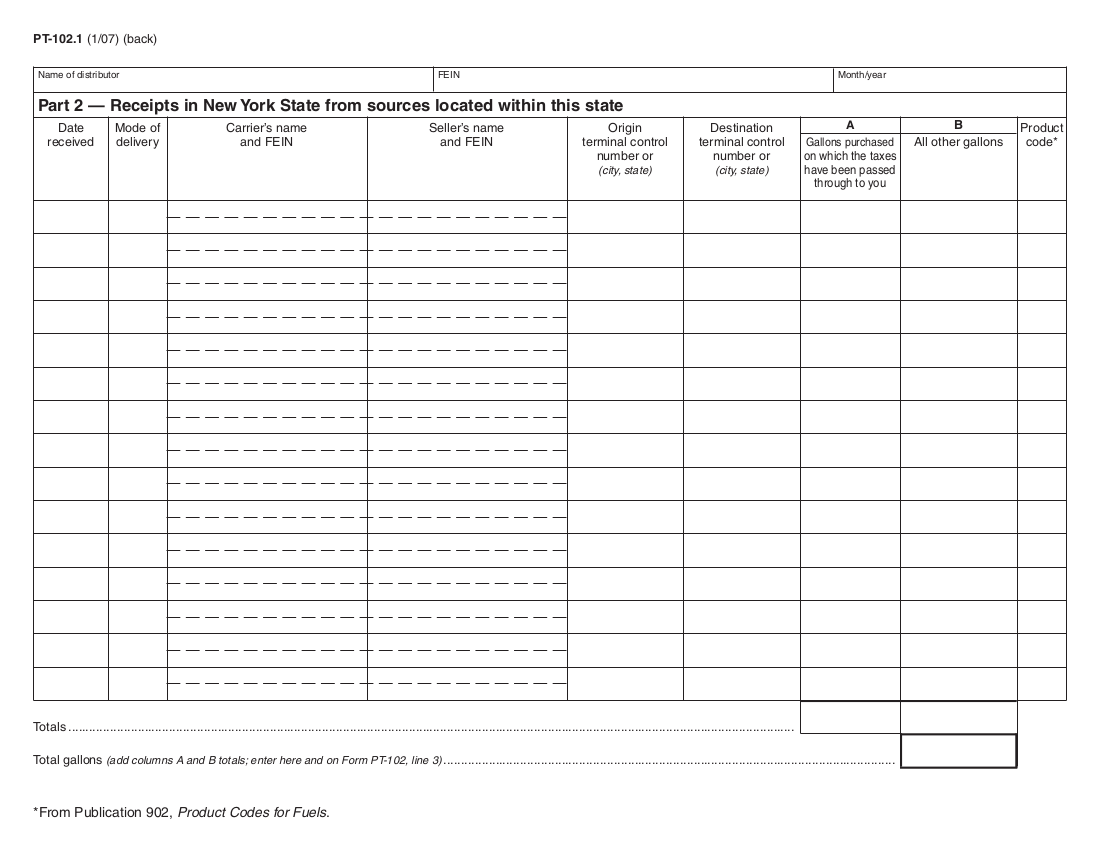 PT-102.1 (1/07) (back)
Name of distributor
FEIN
Month/year
Part 2 — Receipts in New York State from sources located within this state
Date
received
Mode of
delivery
Carrier's name
and FEIN
Seller's name
and FEIN
Origin
terminal control
number or
(city, state)
Destination
terminal control
number or
(city, state)
A
Gallons purchased
on which the taxes
have been passed
through to you
B
All other gallons
Product
code*
Totals
Total gallons (add columns A and B totals; enter here and on Form PT-102, line 3)
*From Publication 902, Product Codes for Fuels.